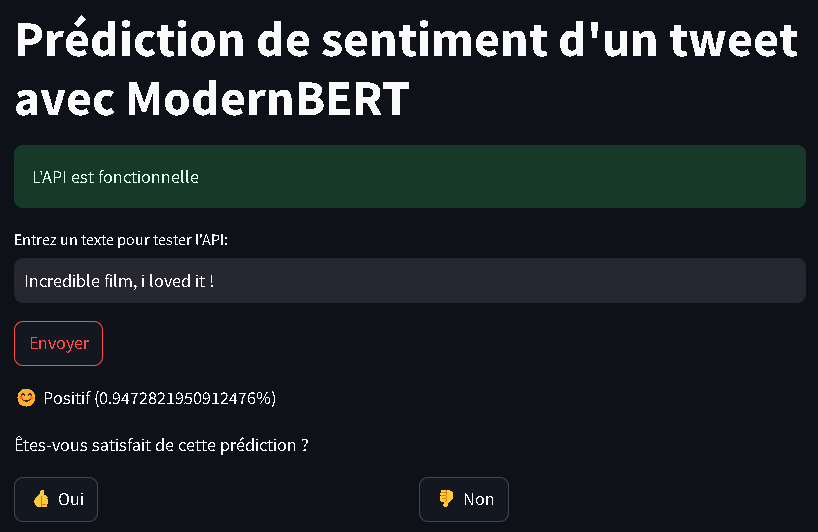 Prédiction de sentiment d'un tweet
avec ModernBERT
L'API est fonctionnelle
Entrez un texte pour tester l'API:
Incredible film, i loved it !
Envoyer
😊 Positif (0.9472821950912476%)
Êtes-vous satisfait de cette prédiction ?
👍 Oui
👎 Non